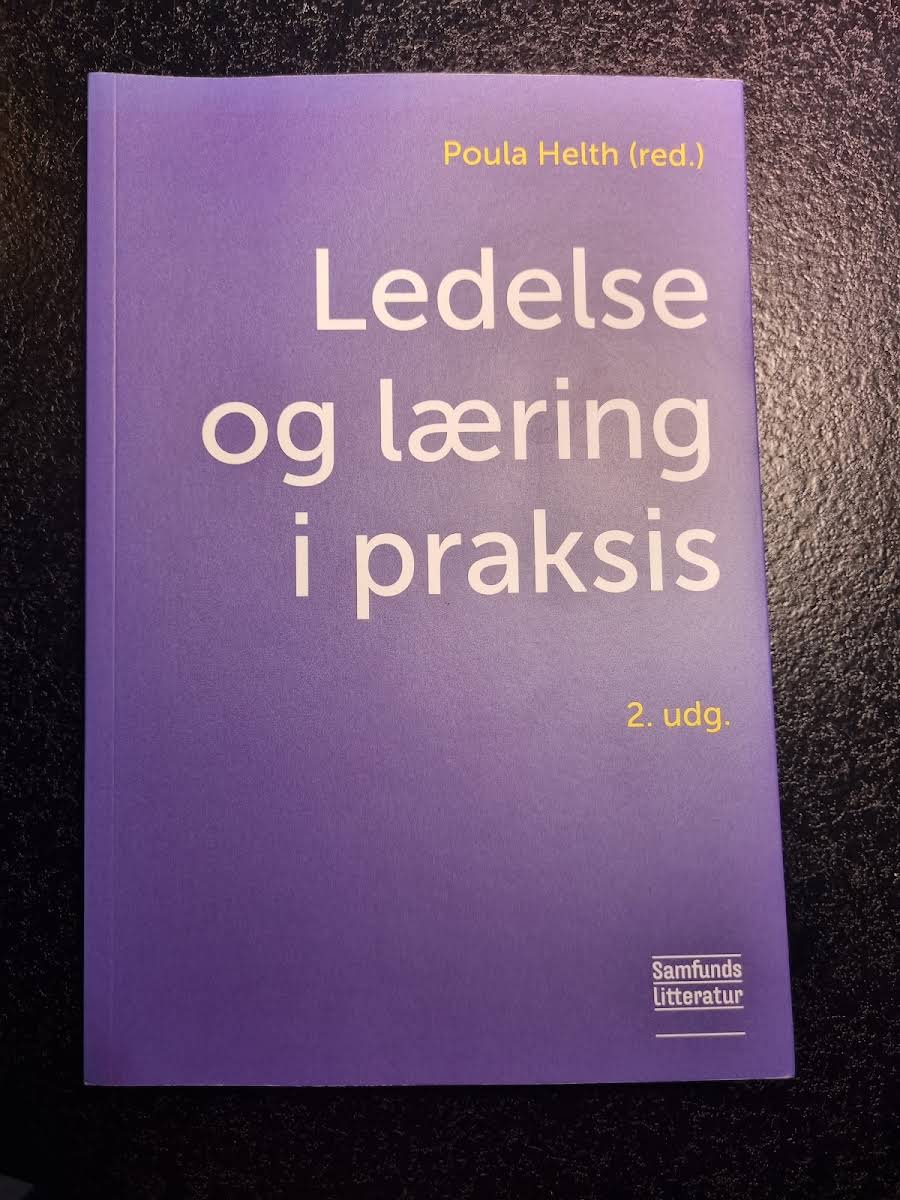 Poula Helth (red.)
Ledelse
og læring
i praksis
2. udg.
Samfunds
litteratur